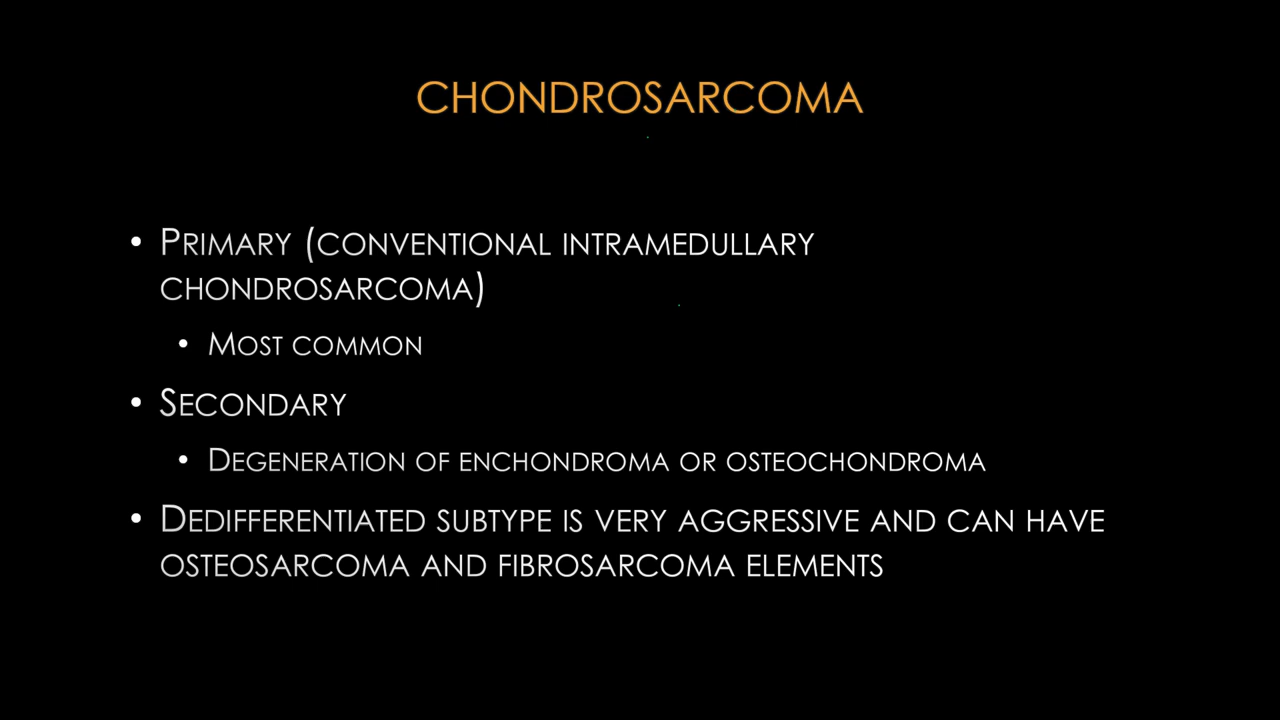 CHONDROSARCOMA
• PRIMARY (CONVENTIONAL INTRAMEDULLARY
CHONDROSARCOMA)
• MOST COMMON
• SECONDARY
• DEGENERATION OF ENCHONDROMA OR OSTEOCHONDROMA
• DEDIFFERENTIATED SUBTYPE IS VERY AGGRESSIVE AND CAN HAVE
OSTEOSARCOMA AND FIBROSARCOMA ELEMENTS